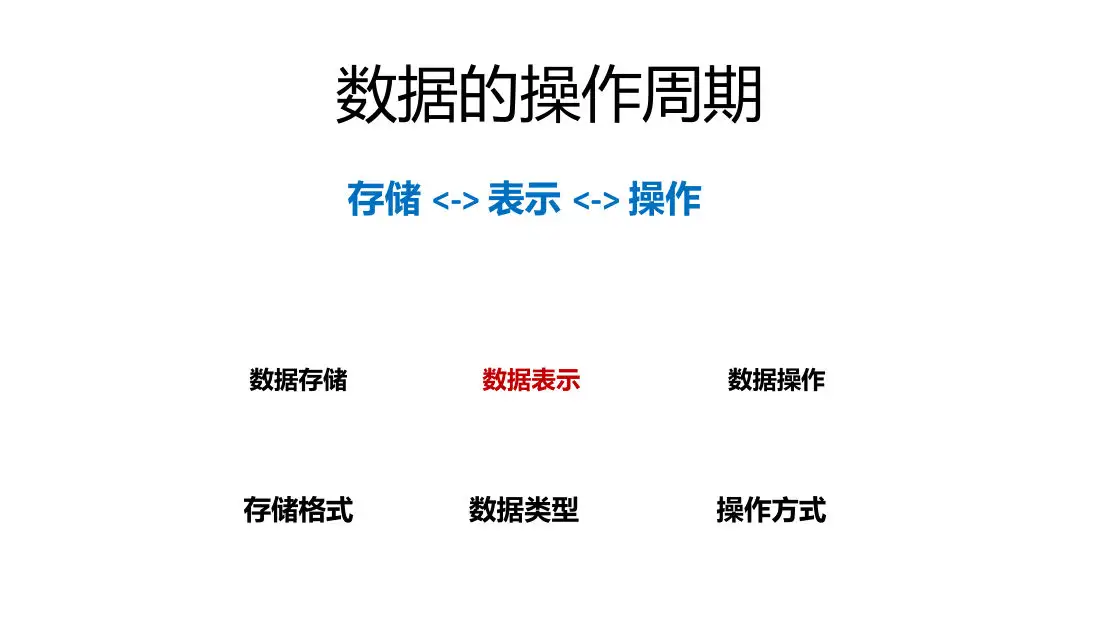 数据的操作周期
存储 <-> 表示 <-> 操作
数据存储 数据表示 数据操作
存储格式 数据类型 操作方式